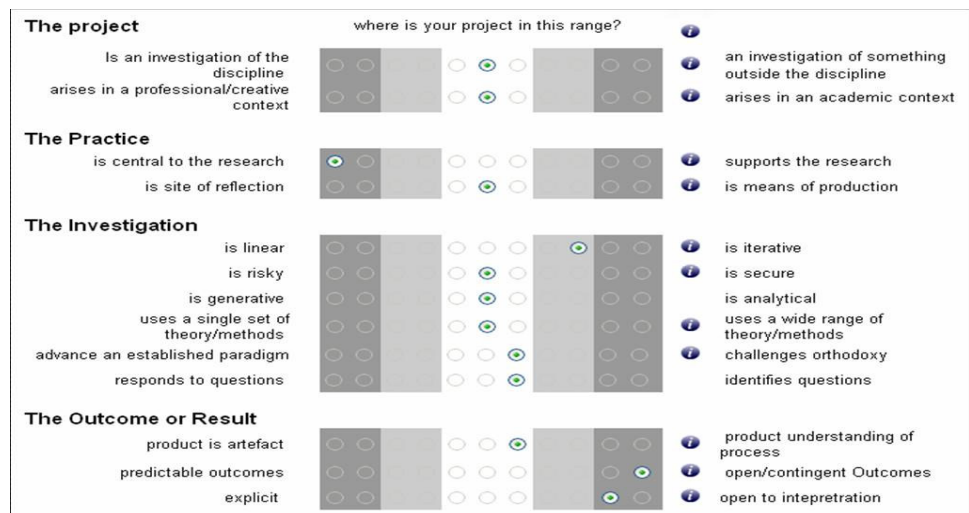 The project
where is your project in this range?
i
Is an investigation of the
discipline
i
an investigation of something
outside the discipline
arises in a professional/creative
context
i
arises in an academic context
The Practice
is central to the research
i
supports the research
is site of reflection
i
is means of production
The Investigation
is linear
i
is iterative
is risky
i
is secure
is generative
is analytical
uses a single set of
theory/methods
i
uses a wide range of
theory/methods
advance an established paradigm
i
challenges orthodoxy
responds to questions
identifies questions
The Outcome or Result
product is artefact
i
product understanding of
process
predictable outcomes
i
open/contingent Outcomes
explicit
i
open to intepretration